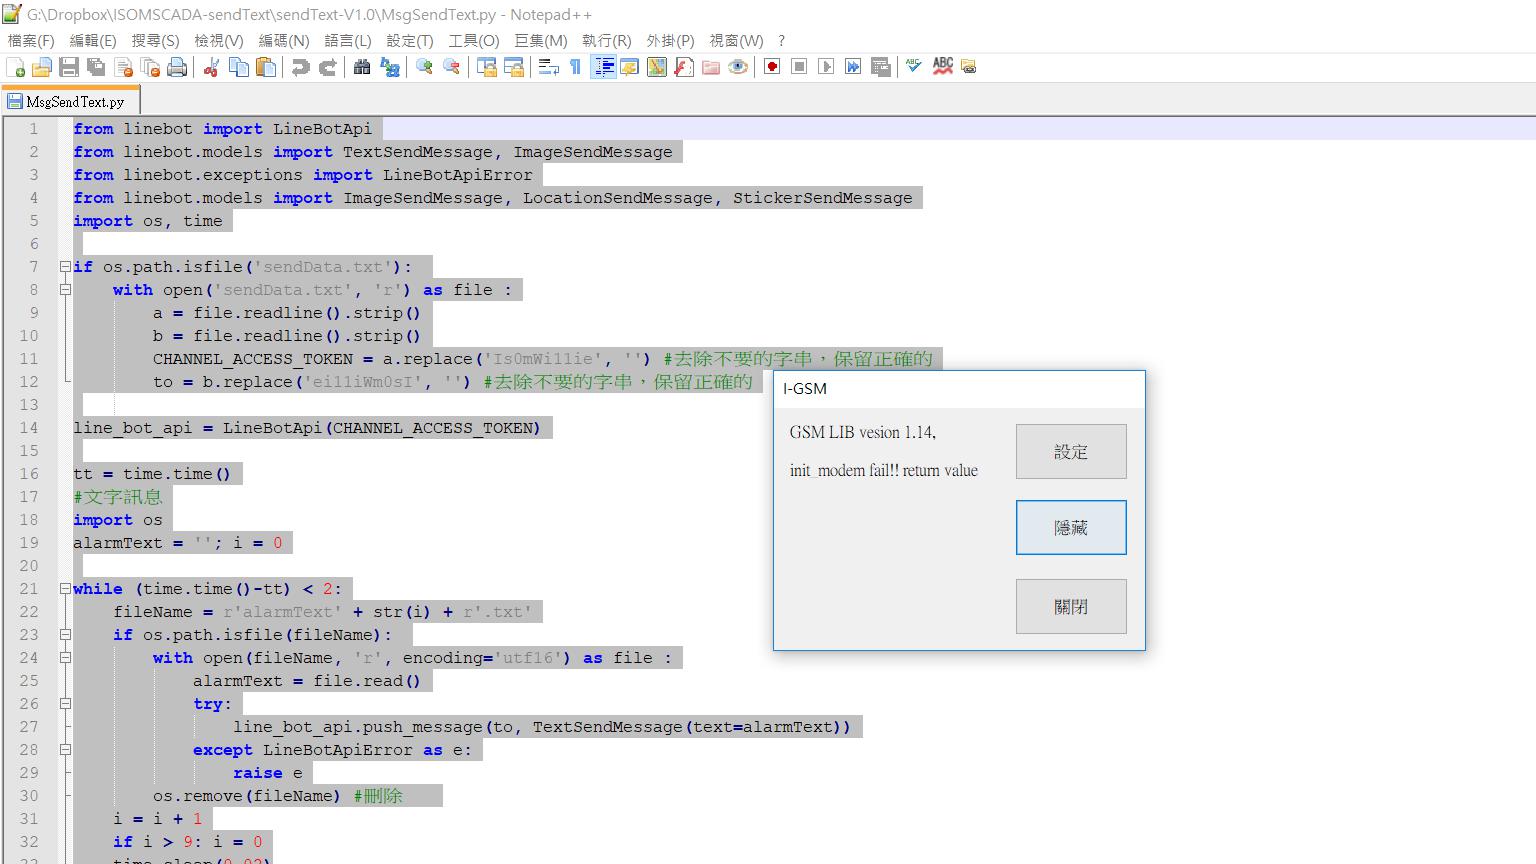 G:\Dropbox\ISOMSCADA-sendText\sendText-V1.0\MsgSendText.py - Notepad++
檔案(F) 編輯(E) 搜尋(S) 檢視(V) 編碼(N) 語言(L) 設定(T) 工具(O) 巨集(M) 執行(R) 外掛(P) 視窗(W) ?
MsgSendText.py
1 from linebot import LineBotApi
2 from linebot.models import TextSendMessage, ImageSendMessage
3 from linebot.exceptions import LineBotApiError
4 from linebot.models import ImageSendMessage, LocationSendMessage, StickerSendMessage
5 import os, time
6
7 if os.path.isfile('sendData.txt'):
8 with open('sendData.txt', 'r') as file :
9 a = file.readline().strip()
10 b = file.readline().strip()
11 CHANNEL_ACCESS_TOKEN = a.replace('Is0mWi11ie', '') #去除不要的字串，保留正確的
12 to = b.replace('ei11iWm0sI', '') #去除不要的字串，保留正確的
13
14 line_bot_api = LineBotApi(CHANNEL_ACCESS_TOKEN)
15
16 tt = time.time()
17 #文字訊息
18 import os
19 alarmText = ''; i = 0
20
21 while (time.time()-tt) < 2:
22 fileName = r'alarmText' + str(i) + r'.txt'
23 if os.path.isfile(fileName):
24 with open(fileName, 'r', encoding='utf16') as file :
25 alarmText = file.read()
26 try:
27 line_bot_api.push_message(to, TextSendMessage(text=alarmText))
28 except LineBotApiError as e:
29 raise e
30 os.remove(fileName) #刪除
31 i = i + 1
32 if i > 9: i = 0
33 time.sleep(0.02)
I-GSM
GSM LIB vesion 1.14,
init_modem fail!! return value
設定
隱藏
關閉